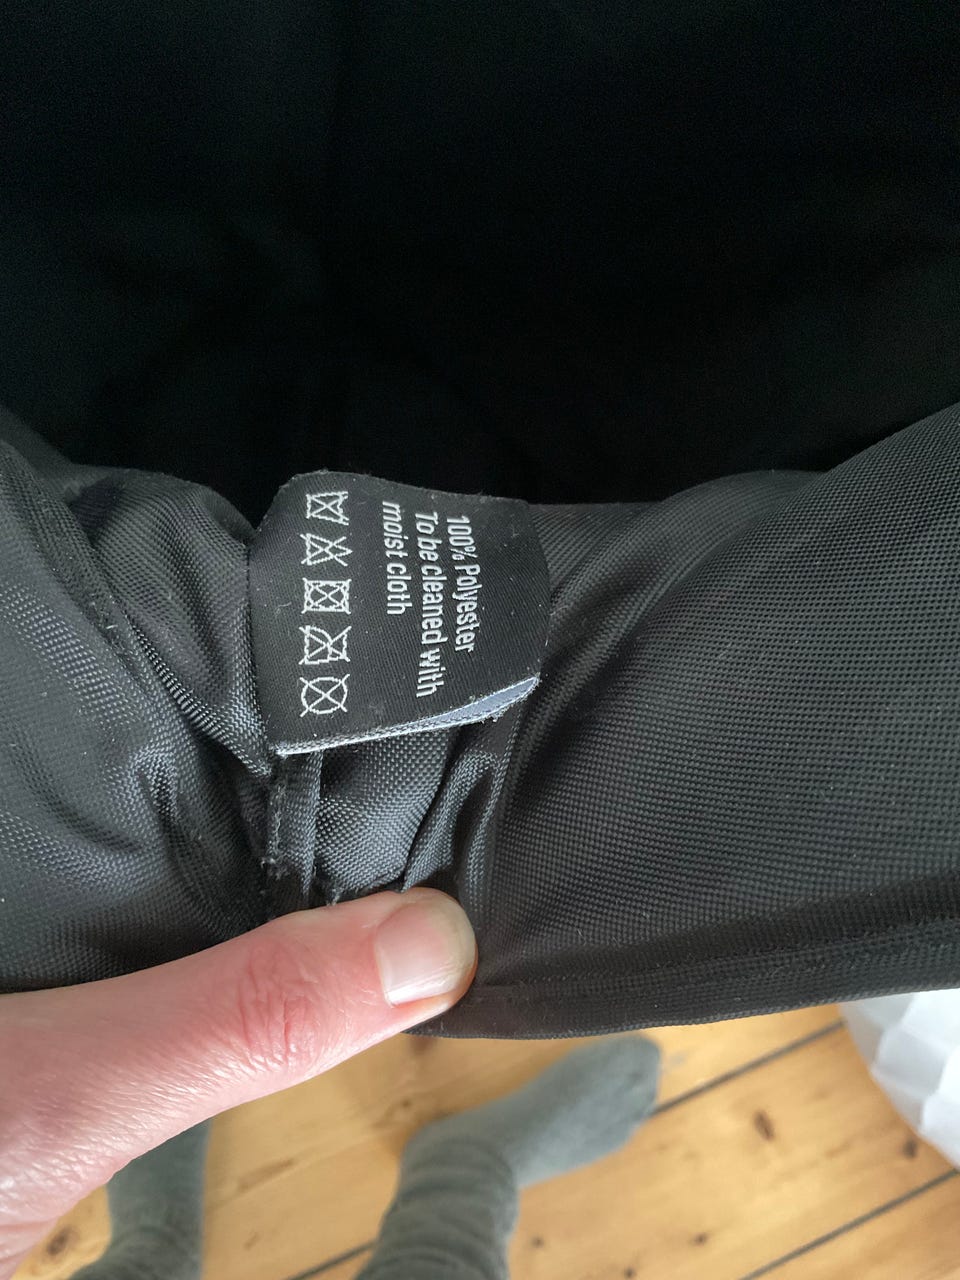 100% Polyester
To be cleaned with
moist cloth